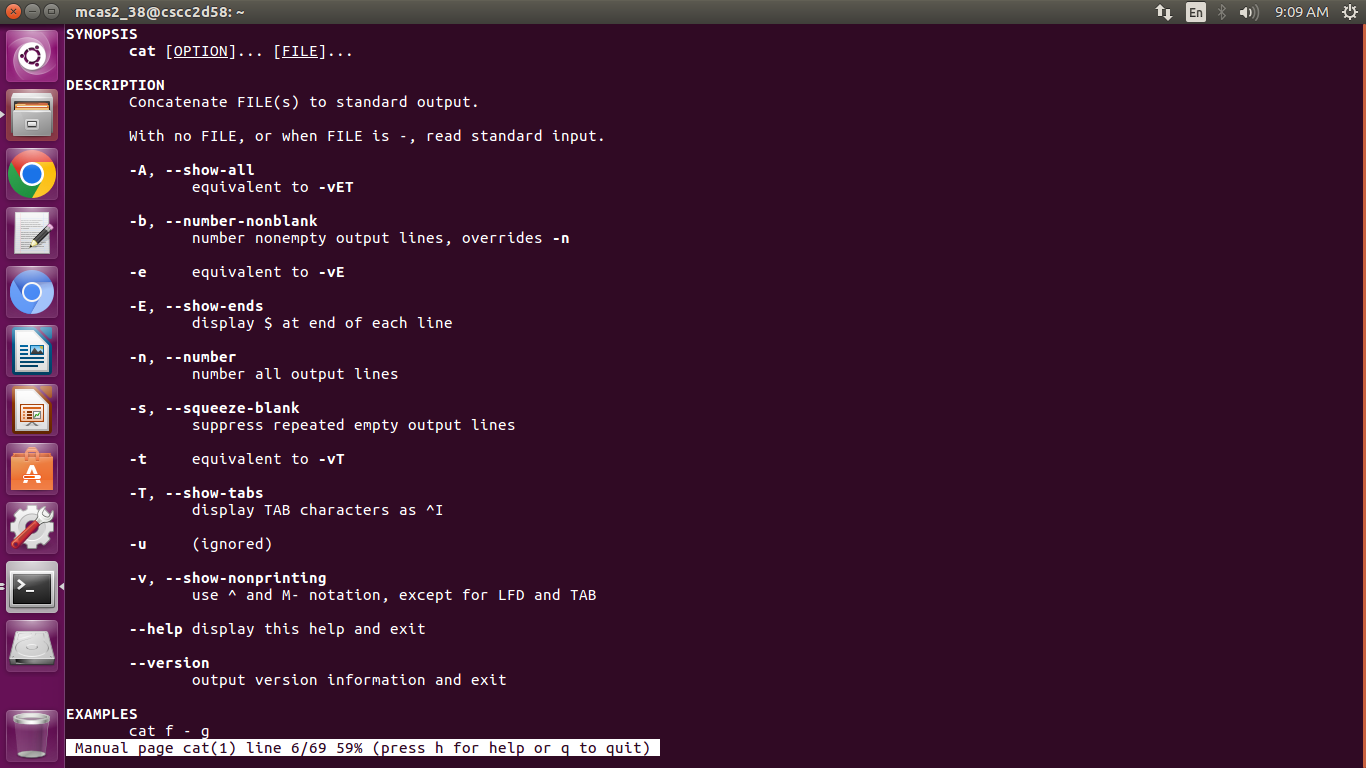 mcas2_38@cscc2d58: ~
En
9:09 AM
SYNOPSIS
cat [OPTION]... [FILE]...
DESCRIPTION
Concatenate FILE(s) to standard output.
With no FILE, or when FILE is -, read standard input.
-A, --show-all
equivalent to -vET
-b, --number-nonblank
number nonempty output lines, overrides -n
-e equivalent to -vE
-E, --show-ends
display $ at end of each line
-n, --number
number all output lines
-s, --squeeze-blank
suppress repeated empty output lines
-t equivalent to -vT
-T, --show-tabs
display TAB characters as ^I
-u (ignored)
-v, --show-nonprinting
use ^ and M- notation, except for LFD and TAB
--help display this help and exit
--version
output version information and exit
EXAMPLES
cat f - g
Manual page cat(1) line 6/69 59% (press h for help or q to quit)